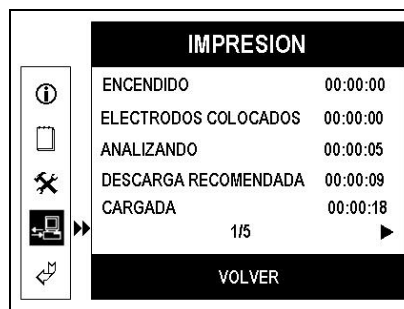 IMPRESION
ENCENDIDO 00:00:00
ELECTRODOS COLOCADOS 00:00:00
ANALIZANDO 00:00:05
DESCARGA RECOMENDADA 00:00:09
CARGADA 00:00:18
1/5
VOLVER